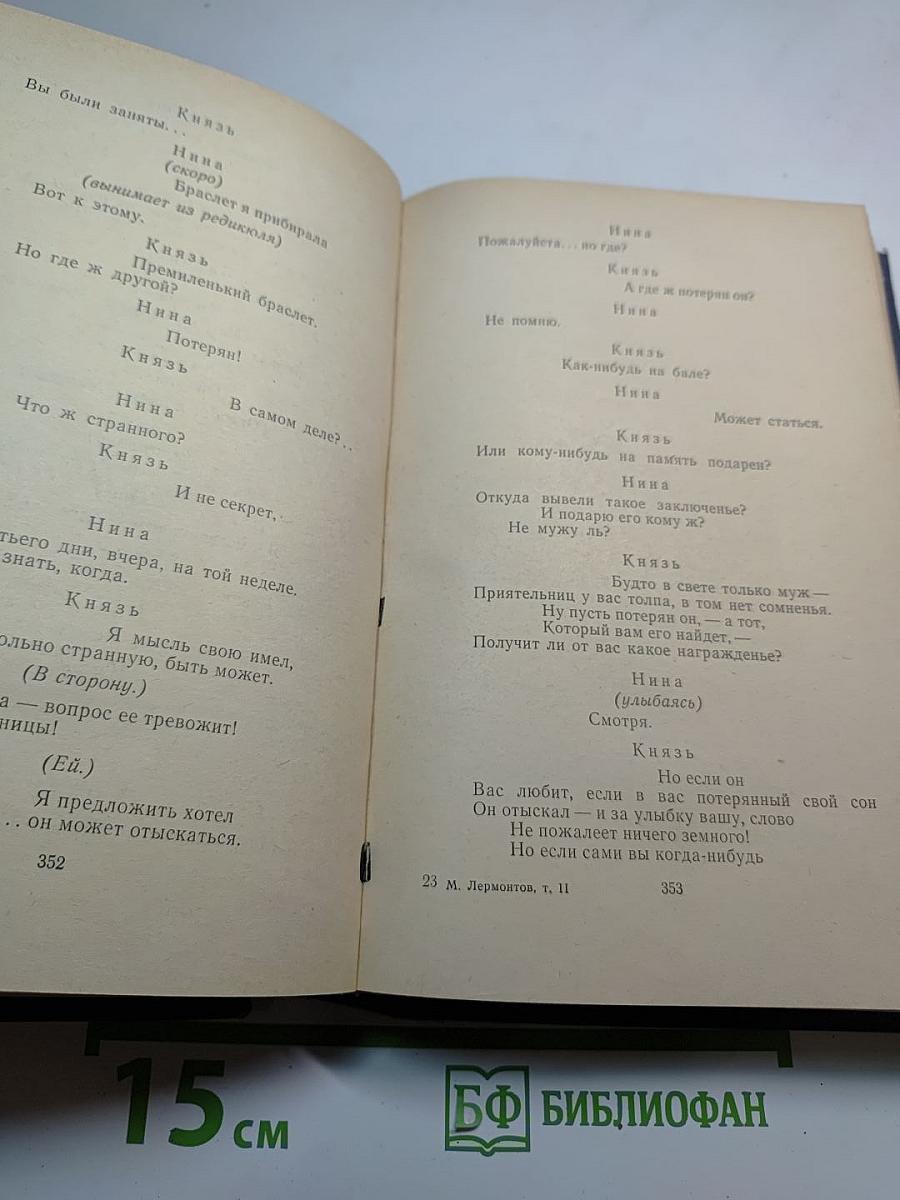 Князь
Вы были заняты...
Нина
(скоро)
Браслет я прибирала
(вынимает из редикюля)
Вот к этому.
Князь
Премиленький браслет.
Но где ж другой?
Нина
Потерян!
Князь
В самом деле?..
Нина
Что ж странного?
Князь
И не секрет,
Нина
тьего дни, вчера, на той неделе.
знать, когда.
Князь
Я мысль свою имел,
ольно странную, быть может.
(В сторону.)
а — вопрос ее тревожит!
ницы!
(Ей.)
Я предложить хотел
.. он может отыскаться.
352
Нина
Пожалуйста... но где?
Князь
А где ж потерян он?
Нина
Не помню.
Князь
Как-нибудь на бале?
Нина
Может статься.
Князь
Или кому-нибудь на память подарен?
Нина
Откуда вывели такое заключенье?
И подарю его кому ж?
Не мужу ль?
Князь
Будто в свете только муж —
Приятельниц у вас толпа, в том нет сомненья.
Ну пусть потерян он, — а тот,
Который вам его найдет, —
Получит ли от вас какое награжденье?
Нина
(улыбаясь)
Смотря.
Князь
Но если он
Вас любит, если в вас потерянный свой сон
Он отыскал — и за улыбку вашу, слово
Не пожалеет ничего земного!
Но если сами вы когда-нибудь
23 М. Лермонтов, т, II 353
15 см
БФ БИБЛИОФАН